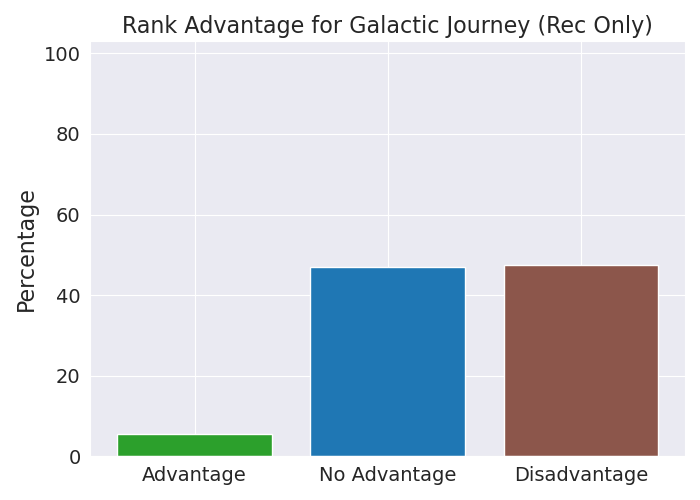 Rank Advantage for Galactic Journey (Rec Only)
100
80
60
40
20
0
Percentage
Advantage
No Advantage
Disadvantage